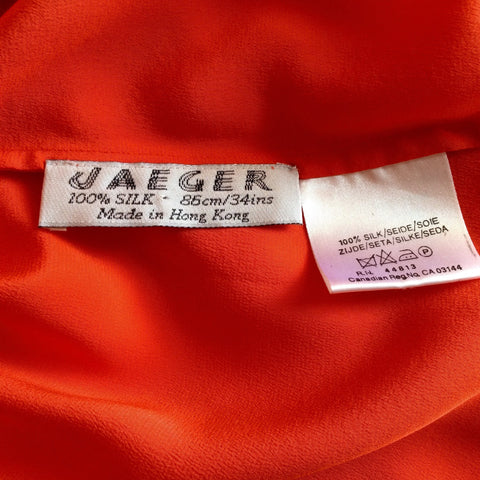 JAEGER
100% SILK - 86cm/34ins
Made in Hong Kong
100% SILK/SEIDE/SOIE
ZIJDE/SETA/SILKE/SEDA
P
R.N. 44813
Canadian Reg.No. CA 03144